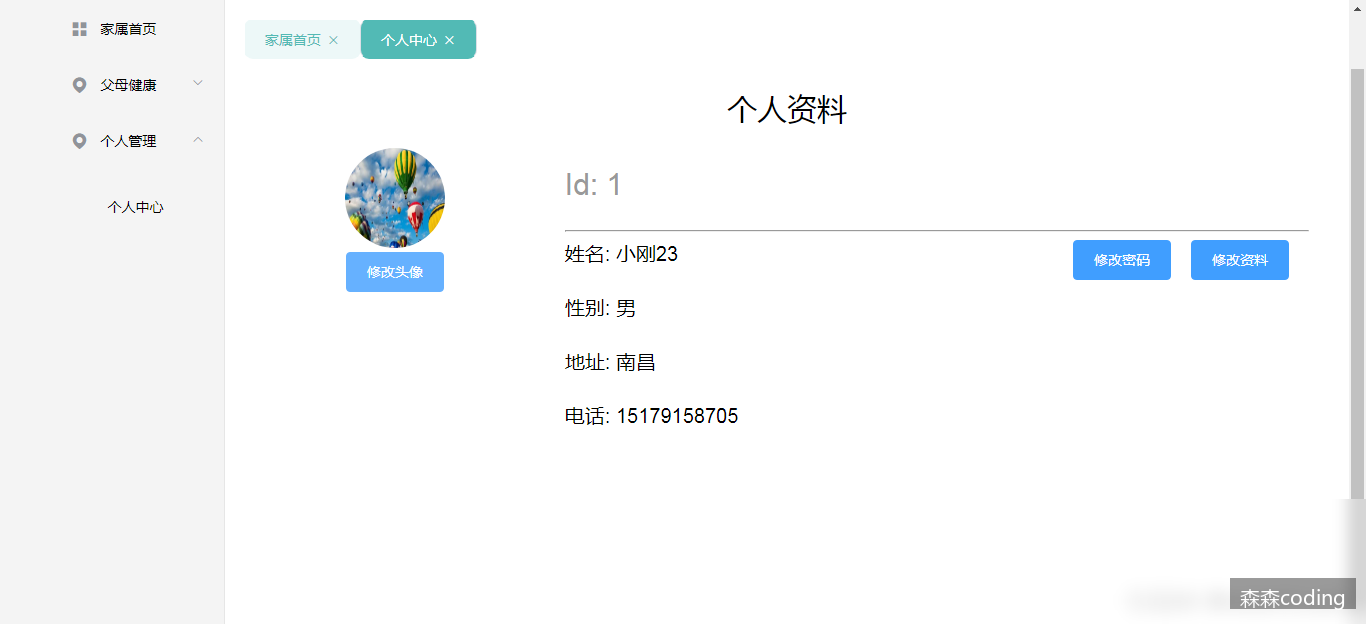 家属首页
父母健康
个人管理
个人中心
家属首页 ×
个人中心 ×
个人资料
修改头像
Id: 1
姓名: 小刚23
修改密码
修改资料
性别: 男
地址: 南昌
电话: 15179158705
森森coding